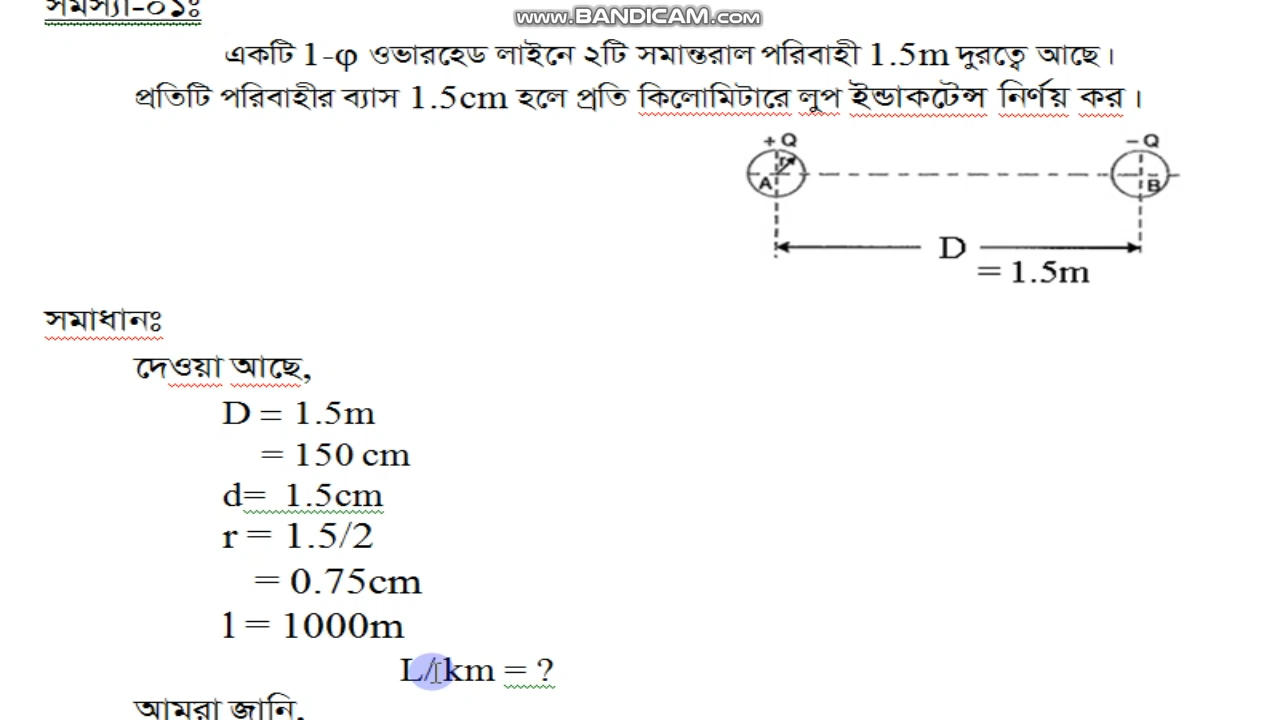 www.BANDICAM.com
সমস্যা-০১ঃ
একটি 1-φ ওভারহেড লাইনে ২টি সমান্তরাল পরিবাহী 1.5m দুরত্বে আছে।
প্রতিটি পরিবাহীর ব্যাস 1.5cm হলে প্রতি কিলোমিটারে লুপ ইন্ডাকটেন্স নির্ণয় কর।
+Q −Q
r
A B
D
= 1.5m
সমাধানঃ
দেওয়া আছে,
D = 1.5m
= 150 cm
d= 1.5cm
r = 1.5/2
= 0.75cm
l = 1000m
L/km = ?
আমরা জানি,